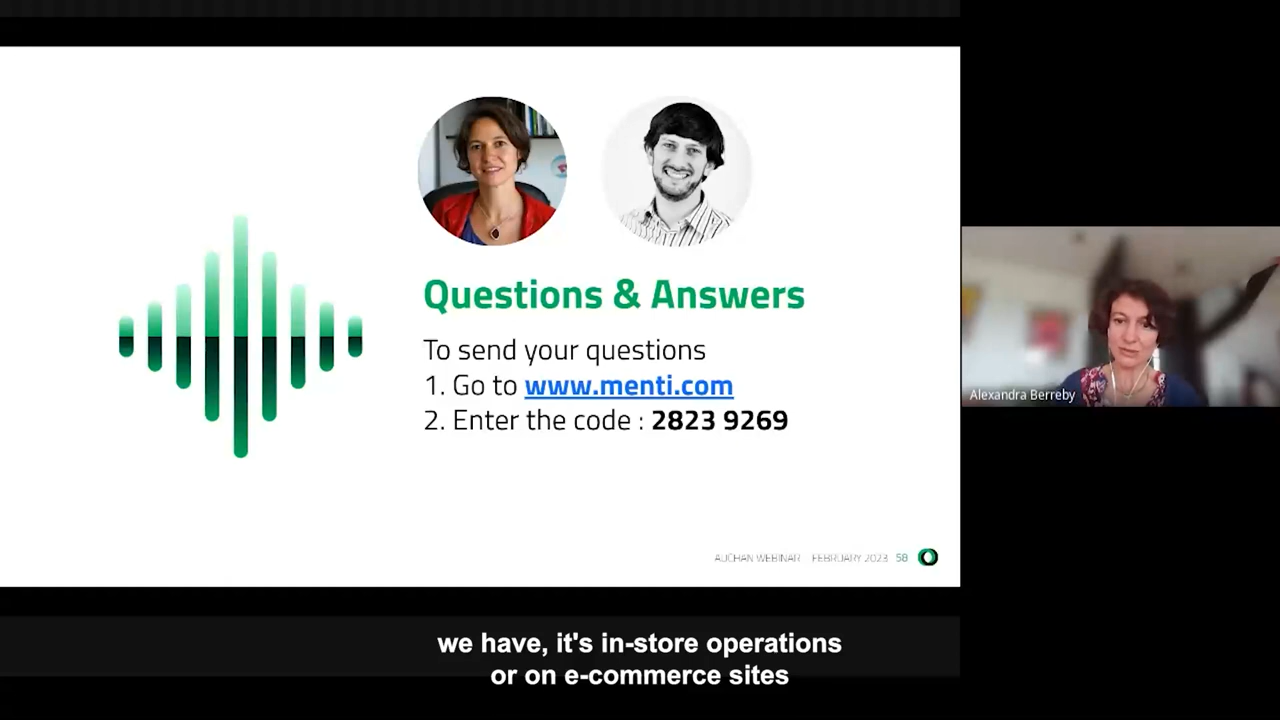 Questions & Answers
To send your questions
1. Go to www.menti.com
2. Enter the code : 2823 9269
Alexandra Berreby
AUCHAN WEBINAR FEBRUARY 2023 58
we have, it's in-store operations
or on e-commerce sites